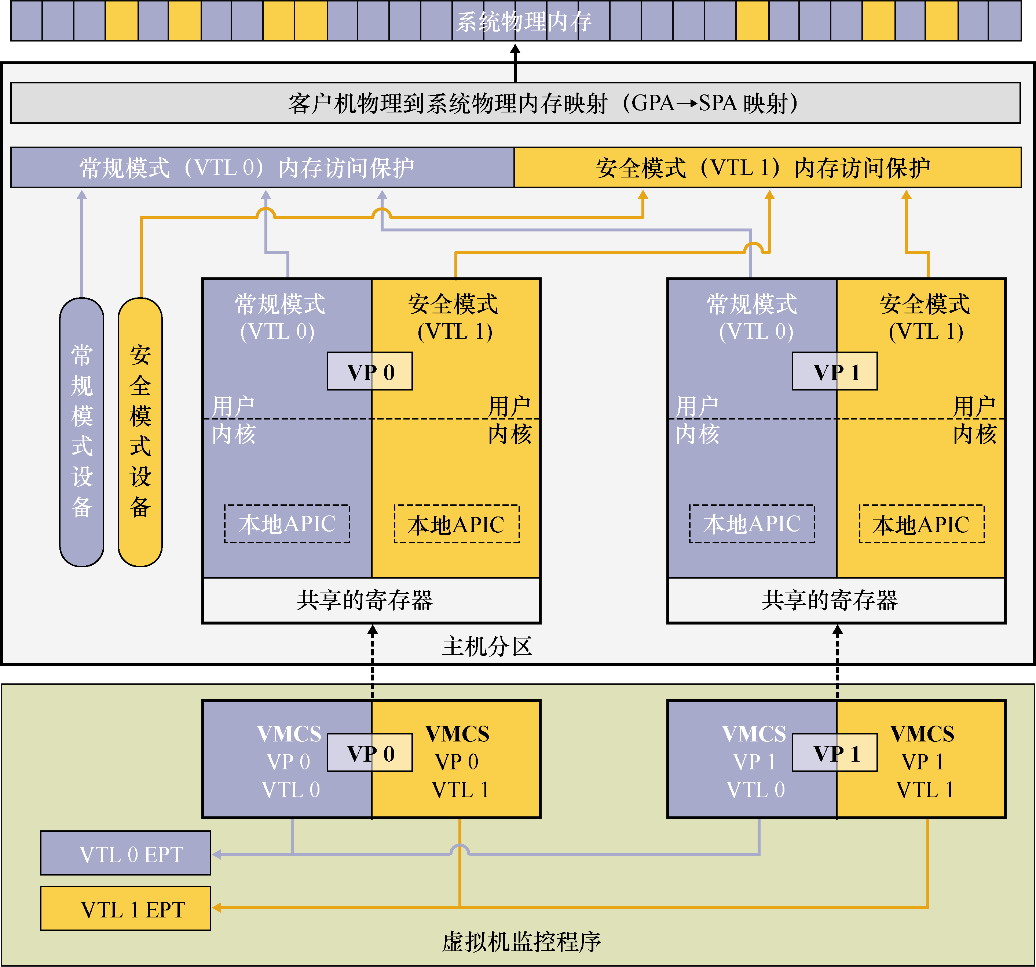 系统物理内存
客户机物理到系统物理内存映射（GPA→SPA 映射）
常规模式（VTL 0）内存访问保护
安全模式（VTL 1）内存访问保护
常规模式设备
安全模式设备
常规模式
(VTL 0)
安全模式
(VTL 1)
VP 0
用户
内核
用户
内核
本地APIC
本地APIC
共享的寄存器
常规模式
(VTL 0)
安全模式
(VTL 1)
VP 1
用户
内核
用户
内核
本地APIC
本地APIC
共享的寄存器
主机分区
VMCS
VP 0
VTL 0
VP 0
VMCS
VP 0
VTL 1
VMCS
VP 1
VTL 0
VP 1
VMCS
VP 1
VTL 1
VTL 0 EPT
VTL 1 EPT
虚拟机监控程序